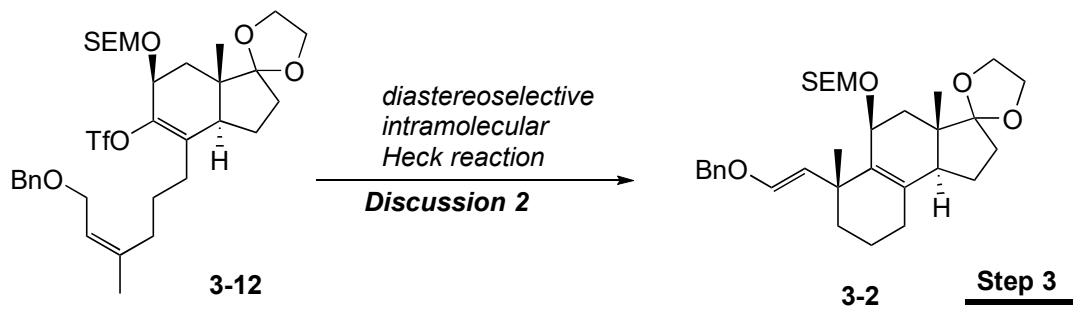 SEMO
O
O
TfO
H
BnO
3-12
diastereoselective
intramolecular
Heck reaction
Discussion 2
SEMO
O
O
BnO
H
3-2
Step 3